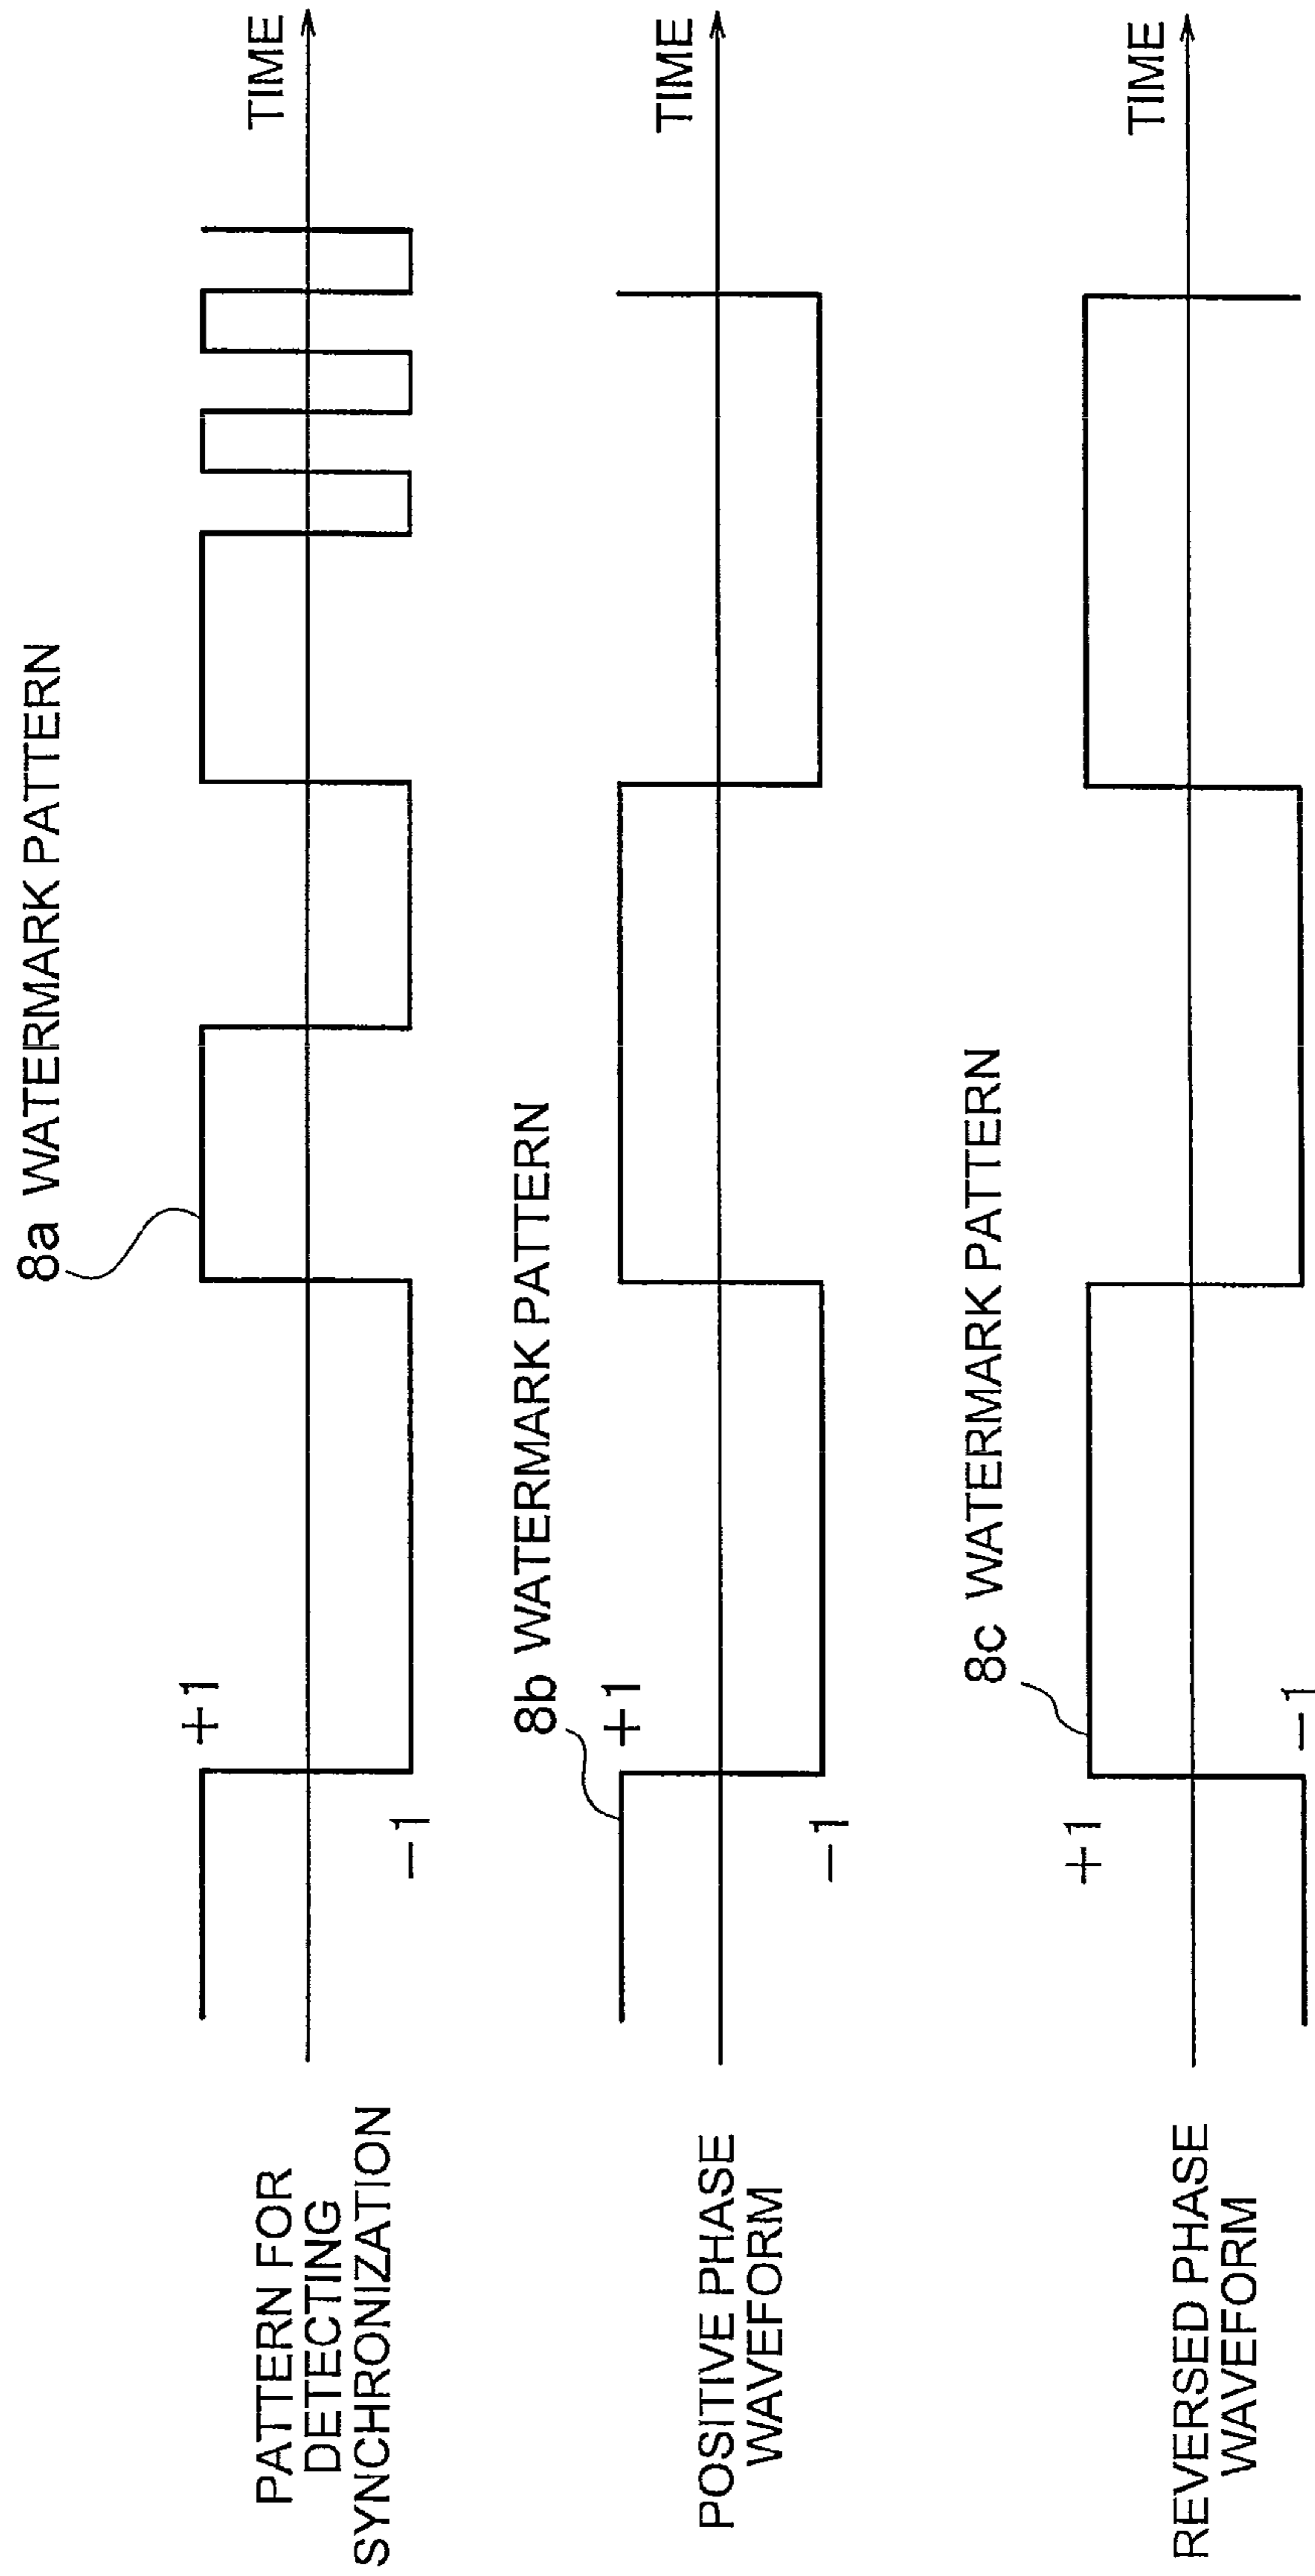 8a WATERMARK PATTERN
+1
TIME
−1
PATTERN FOR
DETECTING
SYNCHRONIZATION
8b WATERMARK PATTERN
+1
TIME
−1
POSITIVE PHASE
WAVEFORM
8c WATERMARK PATTERN
+1
TIME
−1
REVERSED PHASE
WAVEFORM